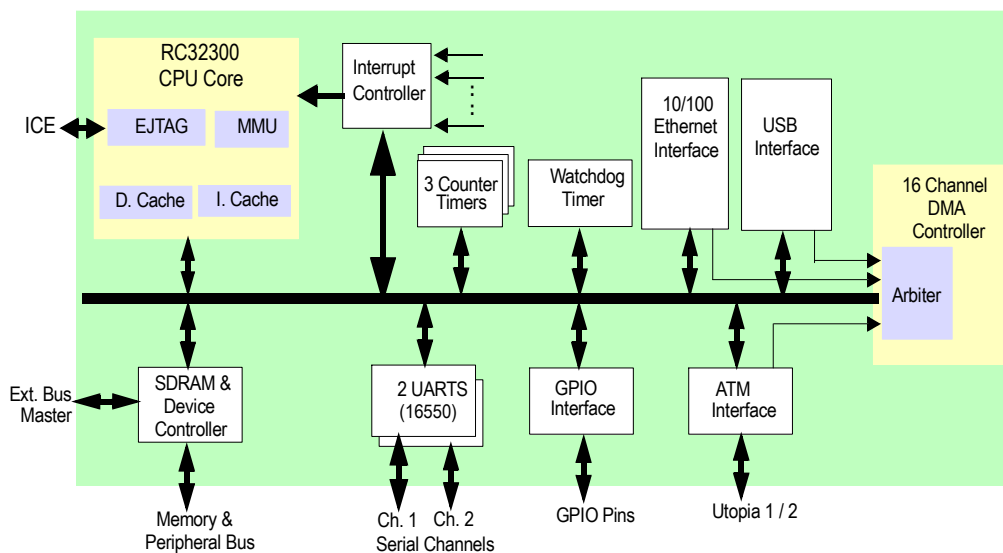 RC32300
CPU Core
EJTAG
MMU
D. Cache
I. Cache
ICE
Interrupt
Controller
3 Counter
Timers
Watchdog
Timer
10/100
Ethernet
Interface
USB
Interface
16 Channel
DMA
Controller
Arbiter
Ext. Bus
Master
SDRAM &
Device
Controller
2 UARTS
(16550)
GPIO
Interface
ATM
Interface
Memory &
Peripheral Bus
Ch. 1
Ch. 2
Serial Channels
GPIO Pins
Utopia 1 / 2